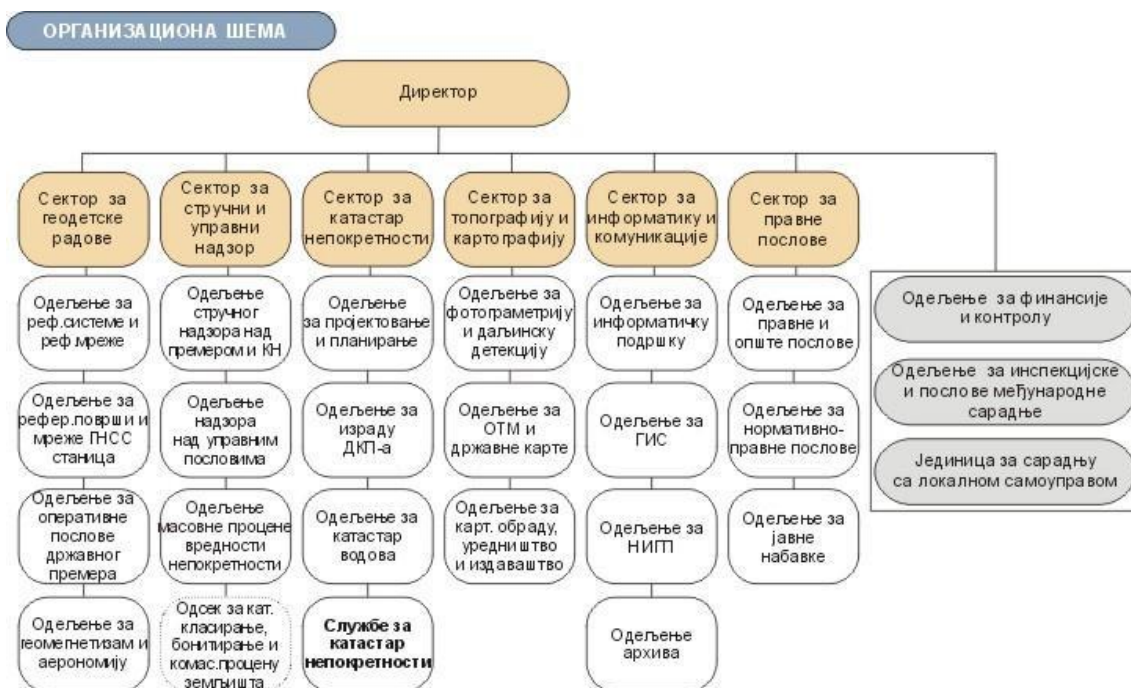 ОРГАНИЗАЦИОНА ШЕМА
Директор
Сектор за
геодетске
радове
Сектор за
стручни и
управни
надзор
Сектор за
катастар
непокретности
Сектор за
топографију и
картографију
Сектор за
информатику и
комуникације
Сектор за
правне
послове
Одељење за
реф.системе и
реф.мреже
Одељење
стручног
надзора над
премером и КН
Одељење
за пројектовање
и планирање
Одељење за
фотограметрију
и даљинску
детекцију
Одељење за
информатичку
подршку
Одељење за
правне и
опште послове
Одељење за финансије
и контролу
Одељење за
рефер.површи и
мреже ГНСС
станица
Одељење
надзора
над управним
пословима
Одељење за
израду
ДКП-а
Одељење за
ОТМ и
државне карте
Одељење за
ГИС
Одељење за
нормативно-
правне послове
Одељење за инспекцијске
и послове међународне
сарадње
Јединица за сарадњу
са локалном самоуправом
Одељење за
оперативне
послове
државног
премера
Одељење
масовне процене
вредности
непокретности
Одељење за
катастар
водова
Одељење за
карт. обраду,
уредништво
и издаваштво
Одељење за
НИГП
Одељење за
јавне
набавке
Одељење за
геомегнетизам и
аерономију
Одсек за кат.
класирање,
бонитирање и
комас.процену
земљишта
Службе за
катастар
непокретности
Одељење
архива